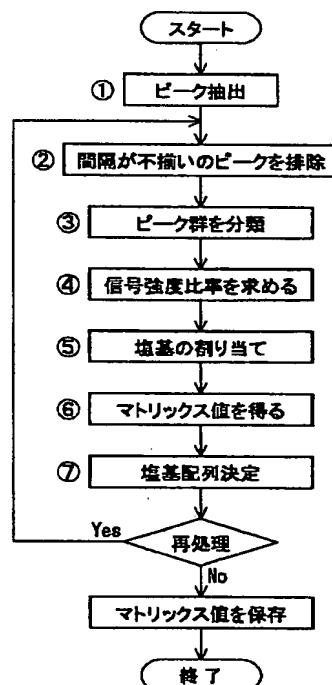 スタート
① ピーク抽出
② 間隔が不揃いのピークを排除
③ ピーク群を分類
④ 信号強度比率を求める
⑤ 塩基の割り当て
⑥ マトリックス値を得る
⑦ 塩基配列決定
Yes
再処理
No
マトリックス値を保存
終了